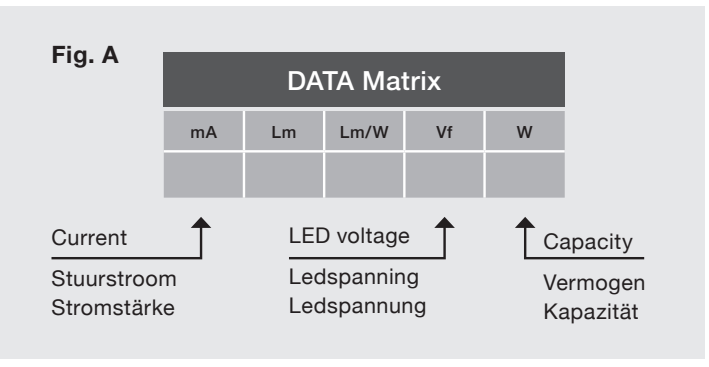 Fig. A
DATA Matrix
mA Lm Lm/W Vf W
Current
Stuurstroom
Stromstärke
LED voltage
Ledspanning
Ledspannung
Capacity
Vermogen
Kapazität